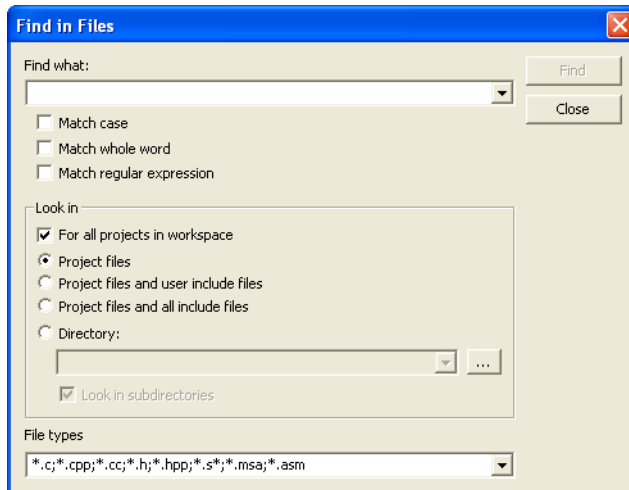 Find in Files
Find what:
Find
Close
Match case
Match whole word
Match regular expression
Look in
For all projects in workspace
Project files
Project files and user include files
Project files and all include files
Directory:
...
Look in subdirectories
File types
*.c;*.cpp;*.cc;*.h;*.hpp;*.s*;*.msa;*.asm